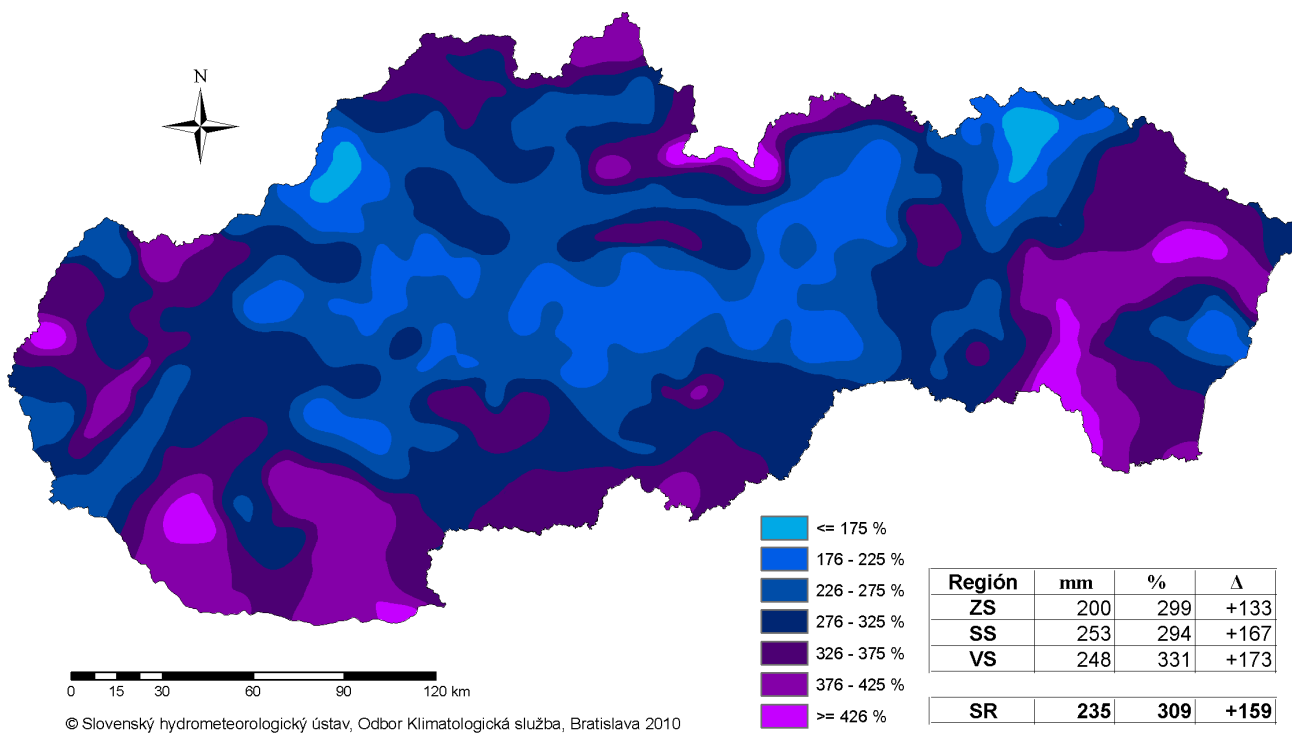 N
<= 175 %
176 - 225 %
226 - 275 %
276 - 325 %
326 - 375 %
376 - 425 %
>= 426 %
Región mm % Δ
ZS 200 299 +133
SS 253 294 +167
VS 248 331 +173
SR 235 309 +159
0 15 30 60 90 120 km
© Slovenský hydrometeorologický ústav, Odbor Klimatologická služba, Bratislava 2010